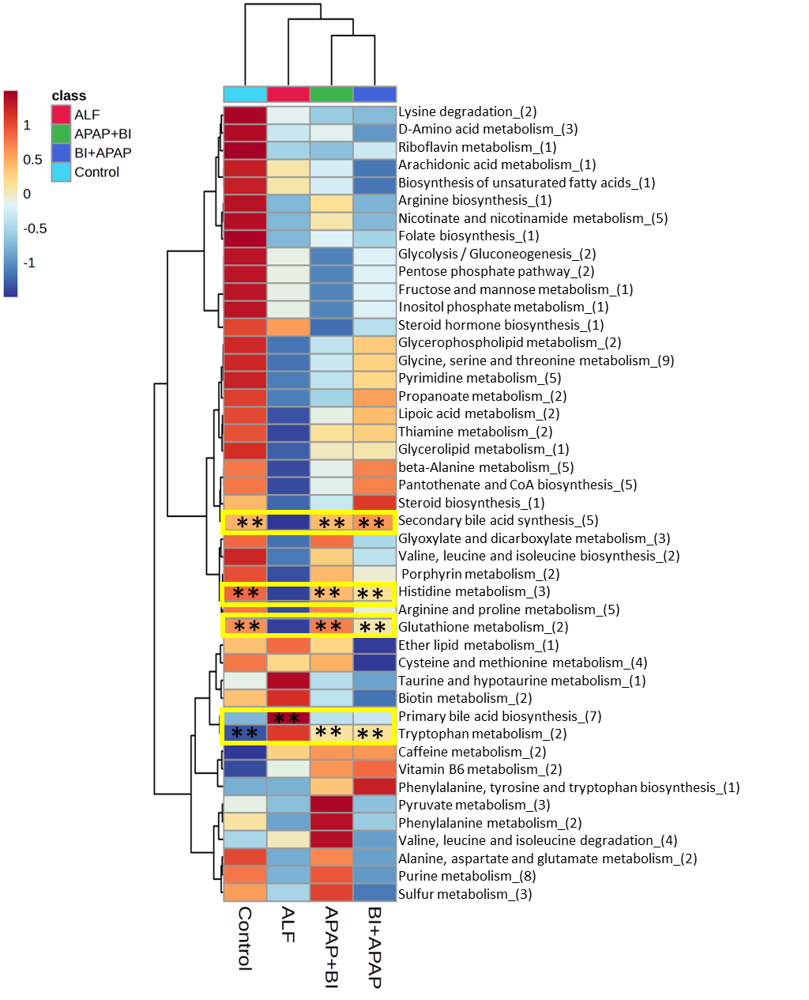 class
ALF
APAP+BI
BI+APAP
Control
1
0.5
0
-0.5
-1
Lysine degradation_(2)
D-Amino acid metabolism_(3)
Riboflavin metabolism_(1)
Arachidonic acid metabolism_(1)
Biosynthesis of unsaturated fatty acids_(1)
Arginine biosynthesis_(1)
Nicotinate and nicotinamide metabolism_(5)
Folate biosynthesis_(1)
Glycolysis / Gluconeogenesis_(2)
Pentose phosphate pathway_(2)
Fructose and mannose metabolism_(1)
Inositol phosphate metabolism_(1)
Steroid hormone biosynthesis_(1)
Glycerophospholipid metabolism_(2)
Glycine, serine and threonine metabolism_(9)
Pyrimidine metabolism_(5)
Propanoate metabolism_(2)
Lipoic acid metabolism_(2)
Thiamine metabolism_(2)
Glycerolipid metabolism_(1)
beta-Alanine metabolism_(5)
Pantothenate and CoA biosynthesis_(5)
Steroid biosynthesis_(1)
** ** ** Secondary bile acid synthesis_(5)
Glyoxylate and dicarboxylate metabolism_(3)
Valine, leucine and isoleucine biosynthesis_(2)
Porphyrin metabolism_(2)
** ** ** Histidine metabolism_(3)
Arginine and proline metabolism_(5)
** ** ** Glutathione metabolism_(2)
Ether lipid metabolism_(1)
Cysteine and methionine metabolism_(4)
Taurine and hypotaurine metabolism_(1)
Biotin metabolism_(2)
** Primary bile acid biosynthesis_(7)
** ** ** Tryptophan metabolism_(2)
Caffeine metabolism_(2)
Vitamin B6 metabolism_(2)
Phenylalanine, tyrosine and tryptophan biosynthesis_(1)
Pyruvate metabolism_(3)
Phenylalanine metabolism_(2)
Valine, leucine and isoleucine degradation_(4)
Alanine, aspartate and glutamate metabolism_(2)
Purine metabolism_(8)
Sulfur metabolism_(3)
Control
ALF
APAP+BI
BI+APAP